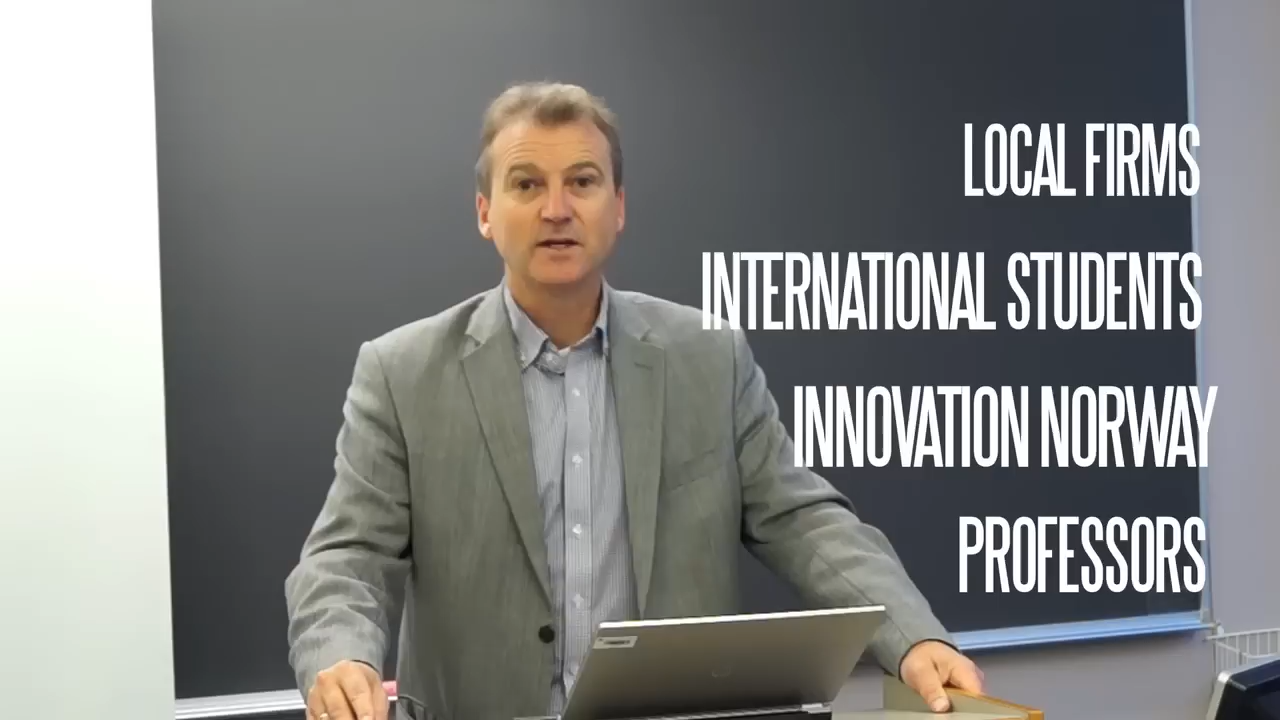 LOCAL FIRMS
INTERNATIONAL STUDENTS
INNOVATION NORWAY
PROFESSORS